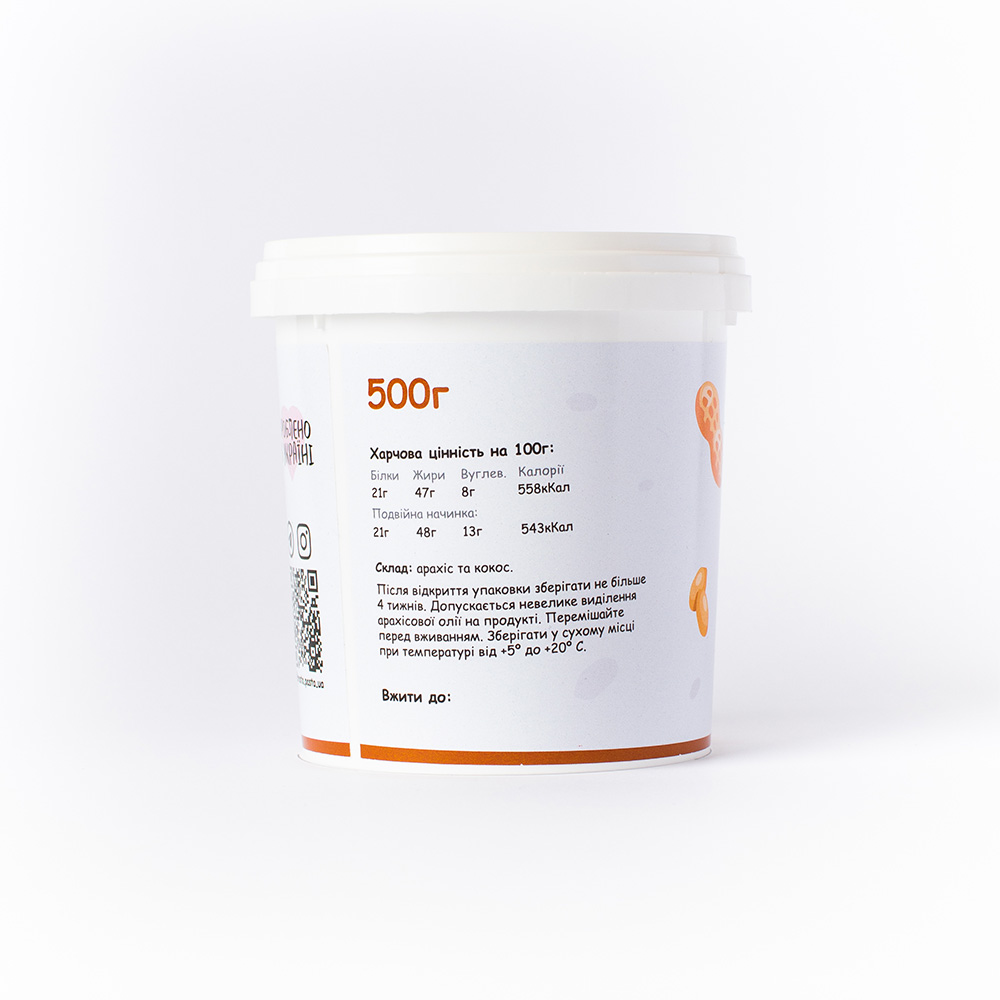 500г
Харчова цінність на 100г:
Білки Жири Вуглев. Калорії
21г 47г 8г 558кКал
Подвійна начинка:
21г 48г 13г 543кКал
Склад: арахіс та кокос.
Після відкриття упаковки зберігати не більше
4 тижнів. Допускається невелике виділення
арахісової олії на продукті. Перемішайте
перед вживанням. Зберігати у сухому місці
при температурі від +5° до +20° С.
Вжити до: